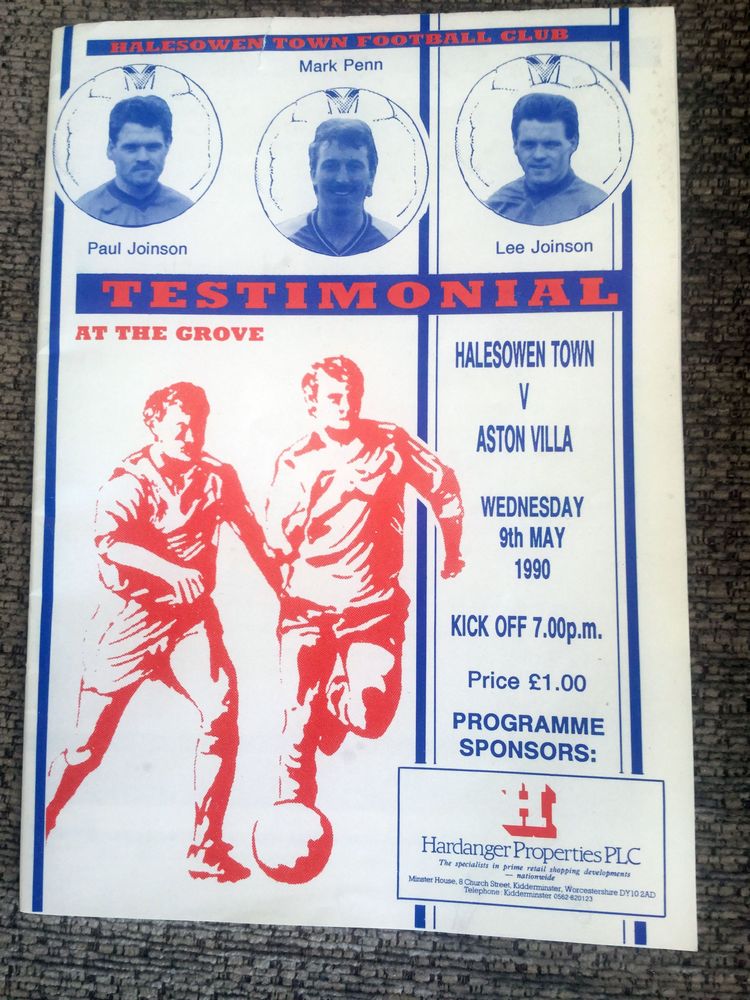 HALESOWEN TOWN FOOTBALL CLUB
Mark Penn
Paul Joinson
Lee Joinson
TESTIMONIAL
AT THE GROVE
HALESOWEN TOWN
V
ASTON VILLA
WEDNESDAY
9th MAY
1990
KICK OFF 7.00p.m.
Price £1.00
PROGRAMME
SPONSORS:
H
Hardanger Properties PLC
The specialists in prime retail shopping developments
— nationwide
Minster House, 8 Church Street, Kidderminster, Worcestershire DY10 2AD
Telephone: Kidderminster 0562-820123